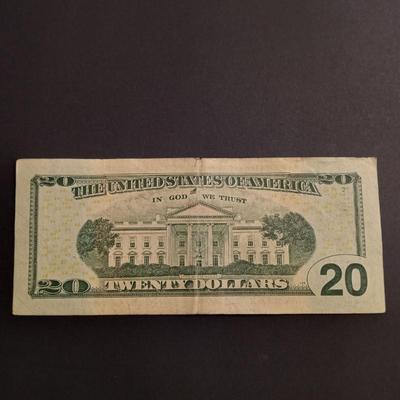 20 20
THE UNITED STATES OF AMERICA
IN GOD WE TRUST
20 TWENTY DOLLARS 20